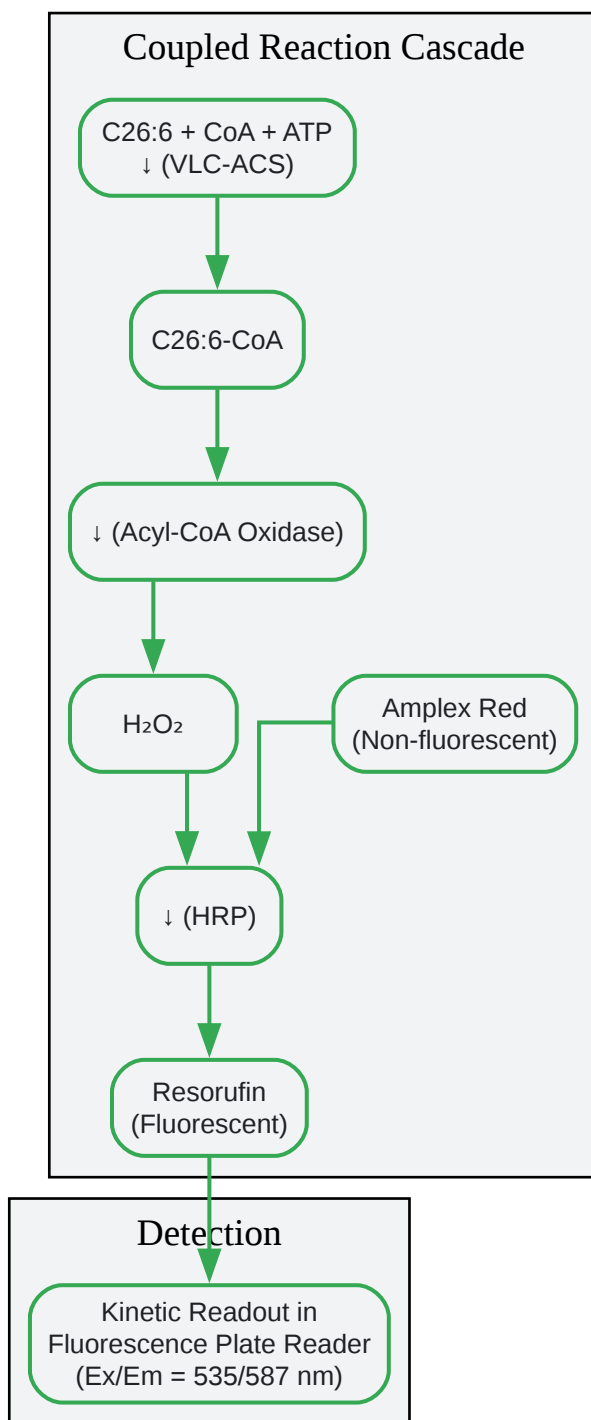 Coupled Reaction Cascade
C26:6 + CoA + ATP
↓ (VLC-ACS)
C26:6-CoA
↓ (Acyl-CoA Oxidase)
H₂O₂
Amplex Red
(Non-fluorescent)
↓ (HRP)
Resorufin
(Fluorescent)
Detection
Kinetic Readout in
Fluorescence Plate Reader
(Ex/Em = 535/587 nm)